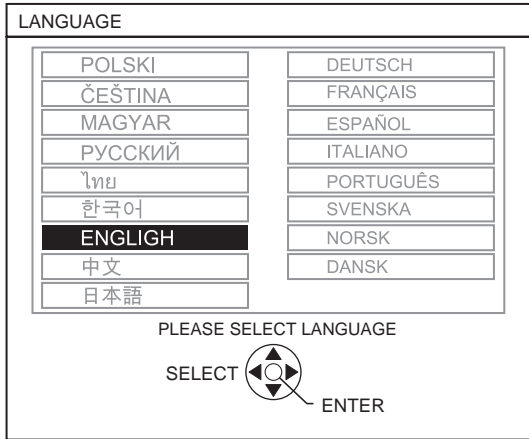 LANGUAGE
POLSKI
ČEŠTINA
MAGYAR
РУССКИЙ
ไทย
한국어
ENGLIGH
中文
日本語
DEUTSCH
FRANÇAIS
ESPAÑOL
ITALIANO
PORTUGUÊS
SVENSKA
NORSK
DANSK
PLEASE SELECT LANGUAGE
SELECT
ENTER